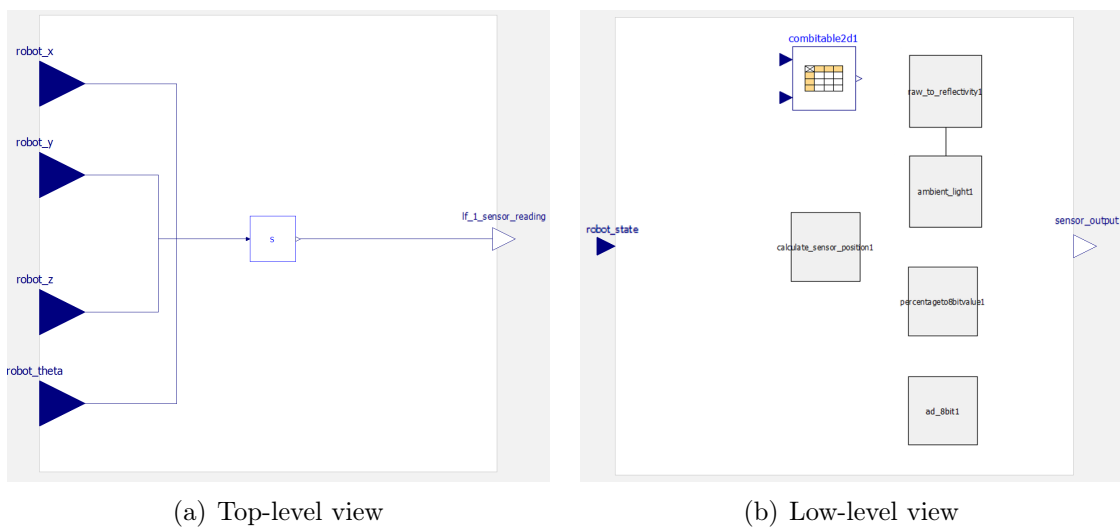 robot_x
robot_y
robot_z
robot_theta
s
lf_1_sensor_reading
(a) Top-level view
combitable2d1
raw_to_reflectivity1
ambient_light1
robot_state
calculate_sensor_position1
sensor_output
percentageto8bitvalue1
ad_8bit1
(b) Low-level view